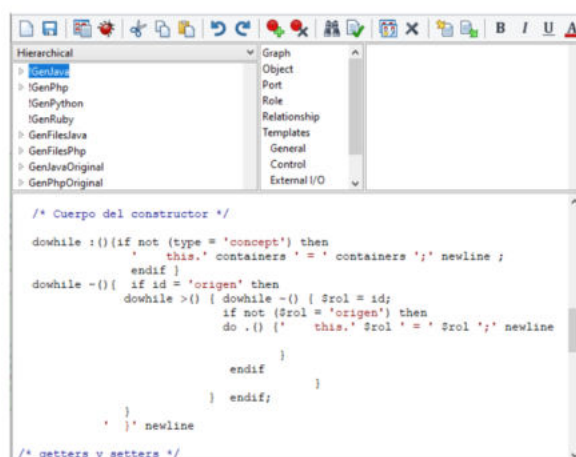 B I U A
Hierarchical
!GenJava
!GenPhp
!GenPython
!GenRuby
GenFilesJava
GenFilesPhp
GenJavaOriginal
GenPhpOriginal
Graph
Object
Port
Role
Relationship
Templates
General
Control
External I/O
/* Cuerpo del constructor */
dowhile :(){if not (type = 'concept') then
'    this.' containers ' = ' containers ';' newline ;
endif }
dowhile ~(){  if id = 'origen' then
dowhile >() { dowhile ~() { $rol = id;
if not ($rol = 'origen') then
do .() {'    this.' $rol ' = ' $rol ';' newline
}
endif
}
}  endif;
}
'  }' newline
/* getters y setters */